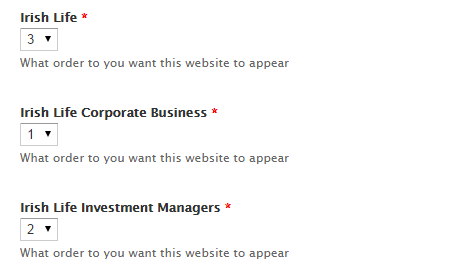 Irish Life *
3
What order to you want this website to appear
Irish Life Corporate Business *
1
What order to you want this website to appear
Irish Life Investment Managers *
2
What order to you want this website to appear